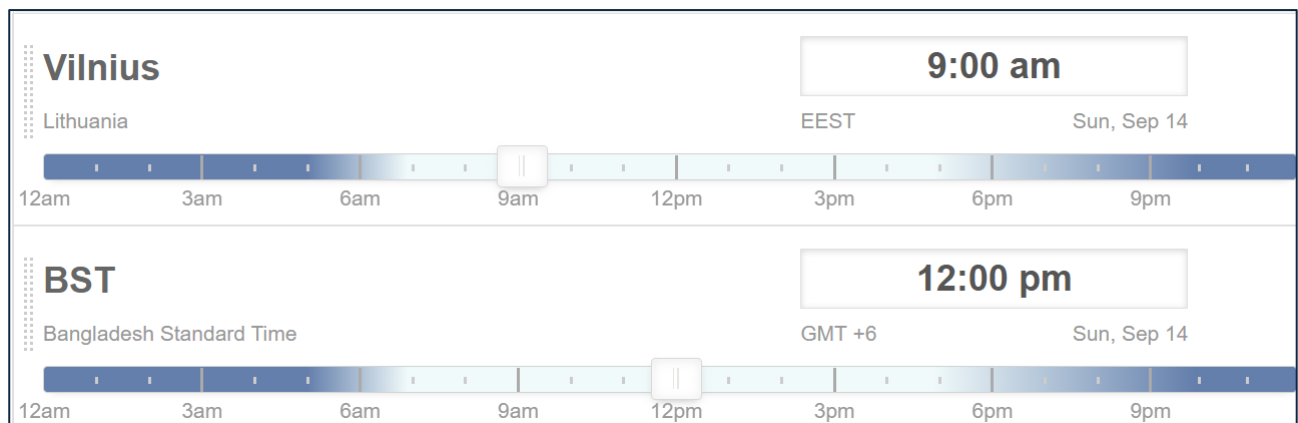 Vilnius 9:00 am
Lithuania EEST Sun, Sep 14
12am 3am 6am 9am 12pm 3pm 6pm 9pm
BST 12:00 pm
Bangladesh Standard Time GMT +6 Sun, Sep 14
12am 3am 6am 9am 12pm 3pm 6pm 9pm